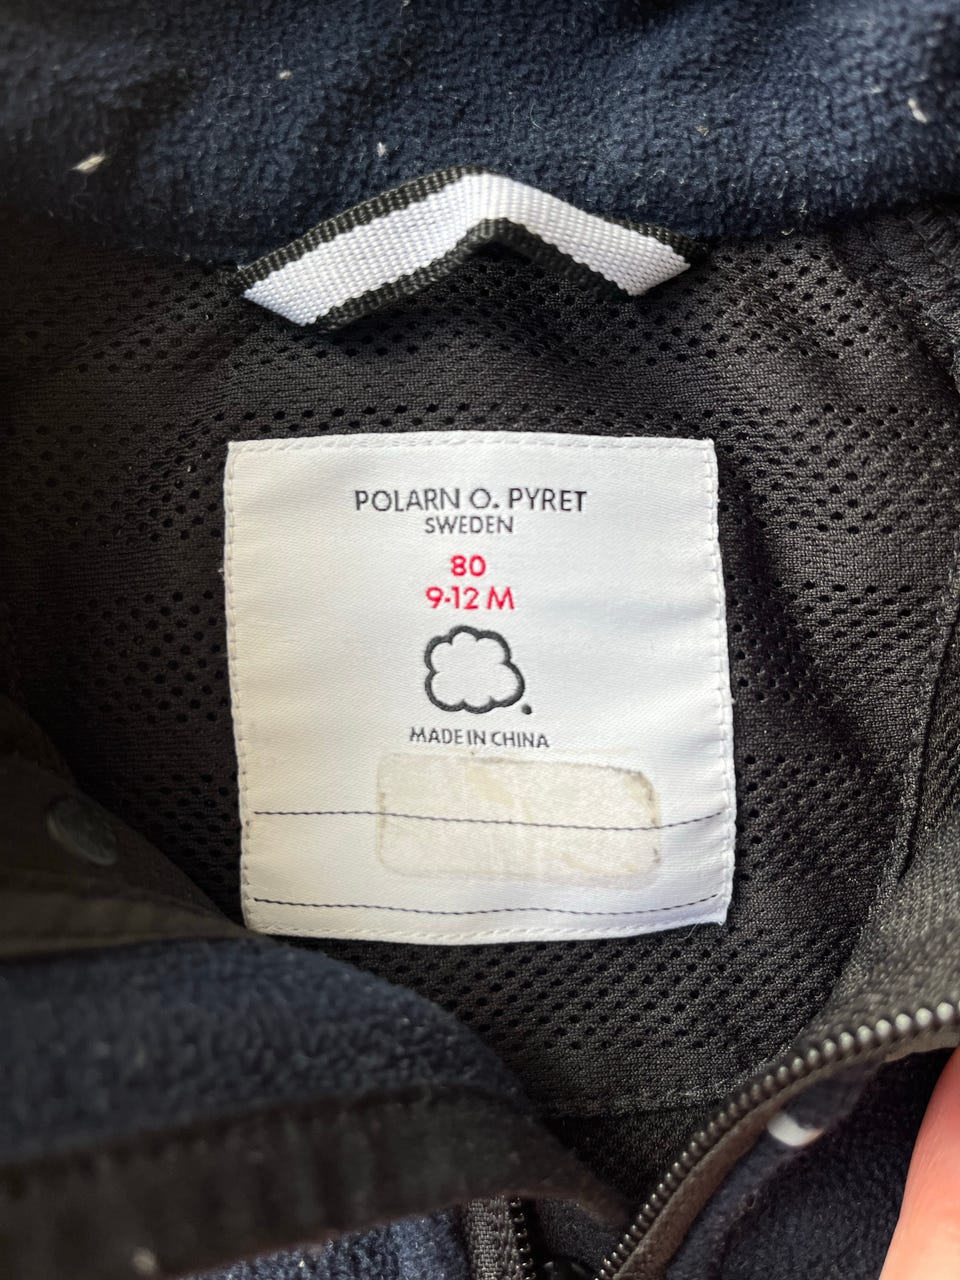 POLARN O. PYRET
SWEDEN
80
9-12 M
MADE IN CHINA